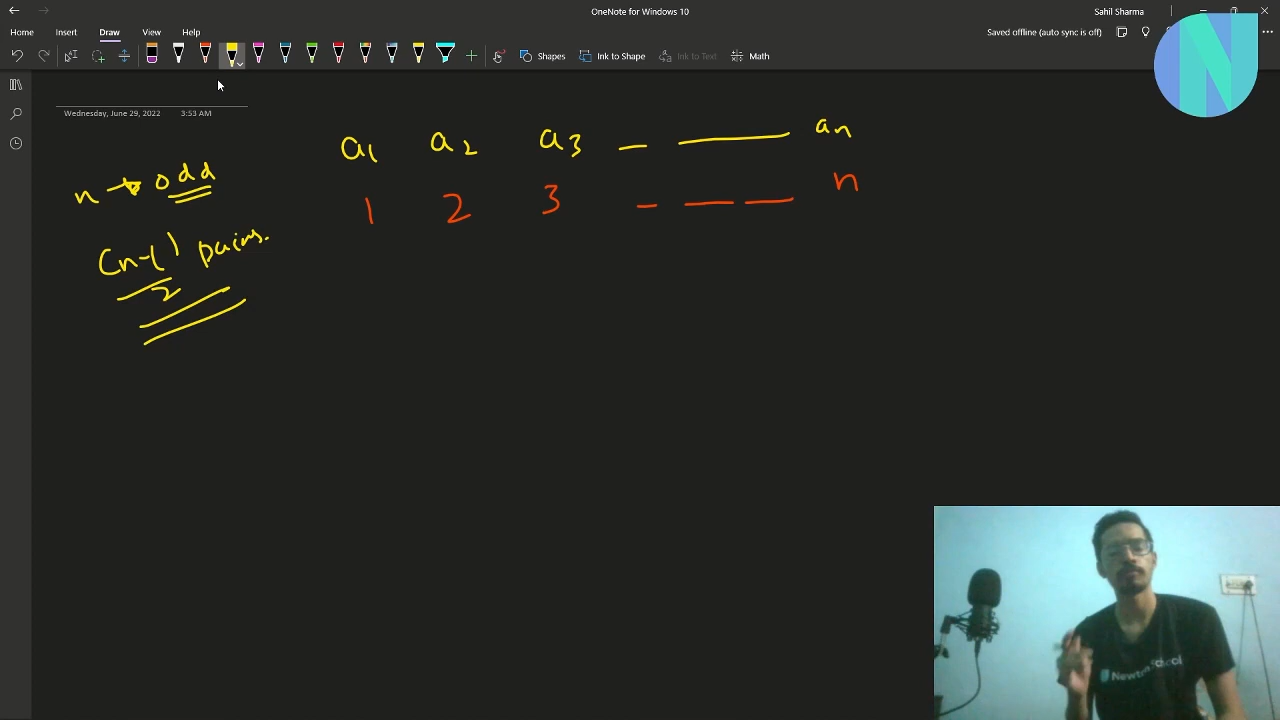 OneNote for Windows 10
Sahil Sharma
Home Insert Draw View Help
Saved offline (auto sync is off)
Shapes Ink to Shape Ink to Text Math
Wednesday, June 29, 2022 3:53 AM
a1 a2 a3 - — an
n → odd
1 2 3 - — — n
(n-1) pairs.
2
Newton School
N